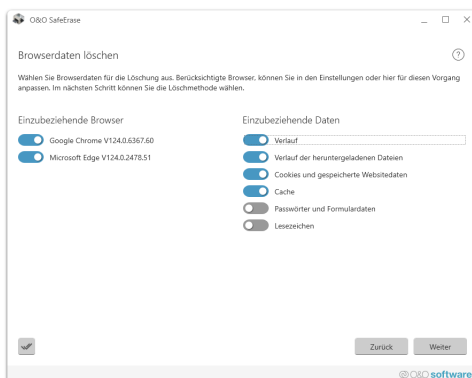 O&O SafeErase
Browserdaten löschen
Wählen Sie Browserdaten für die Löschung aus. Berücksichtigte Browser, können Sie in den Einstellungen oder hier für diesen Vorgang
anpassen. Im nächsten Schritt können Sie die Löschmethode wählen.
Einzubeziehende Browser
Google Chrome V124.0.6367.60
Microsoft Edge V124.0.2478.51
Einzubeziehende Daten
Verlauf
Verlauf der heruntergeladenen Dateien
Cookies und gespeicherte Websitedaten
Cache
Passwörter und Formulardaten
Lesezeichen
Zurück
Weiter
O&O software